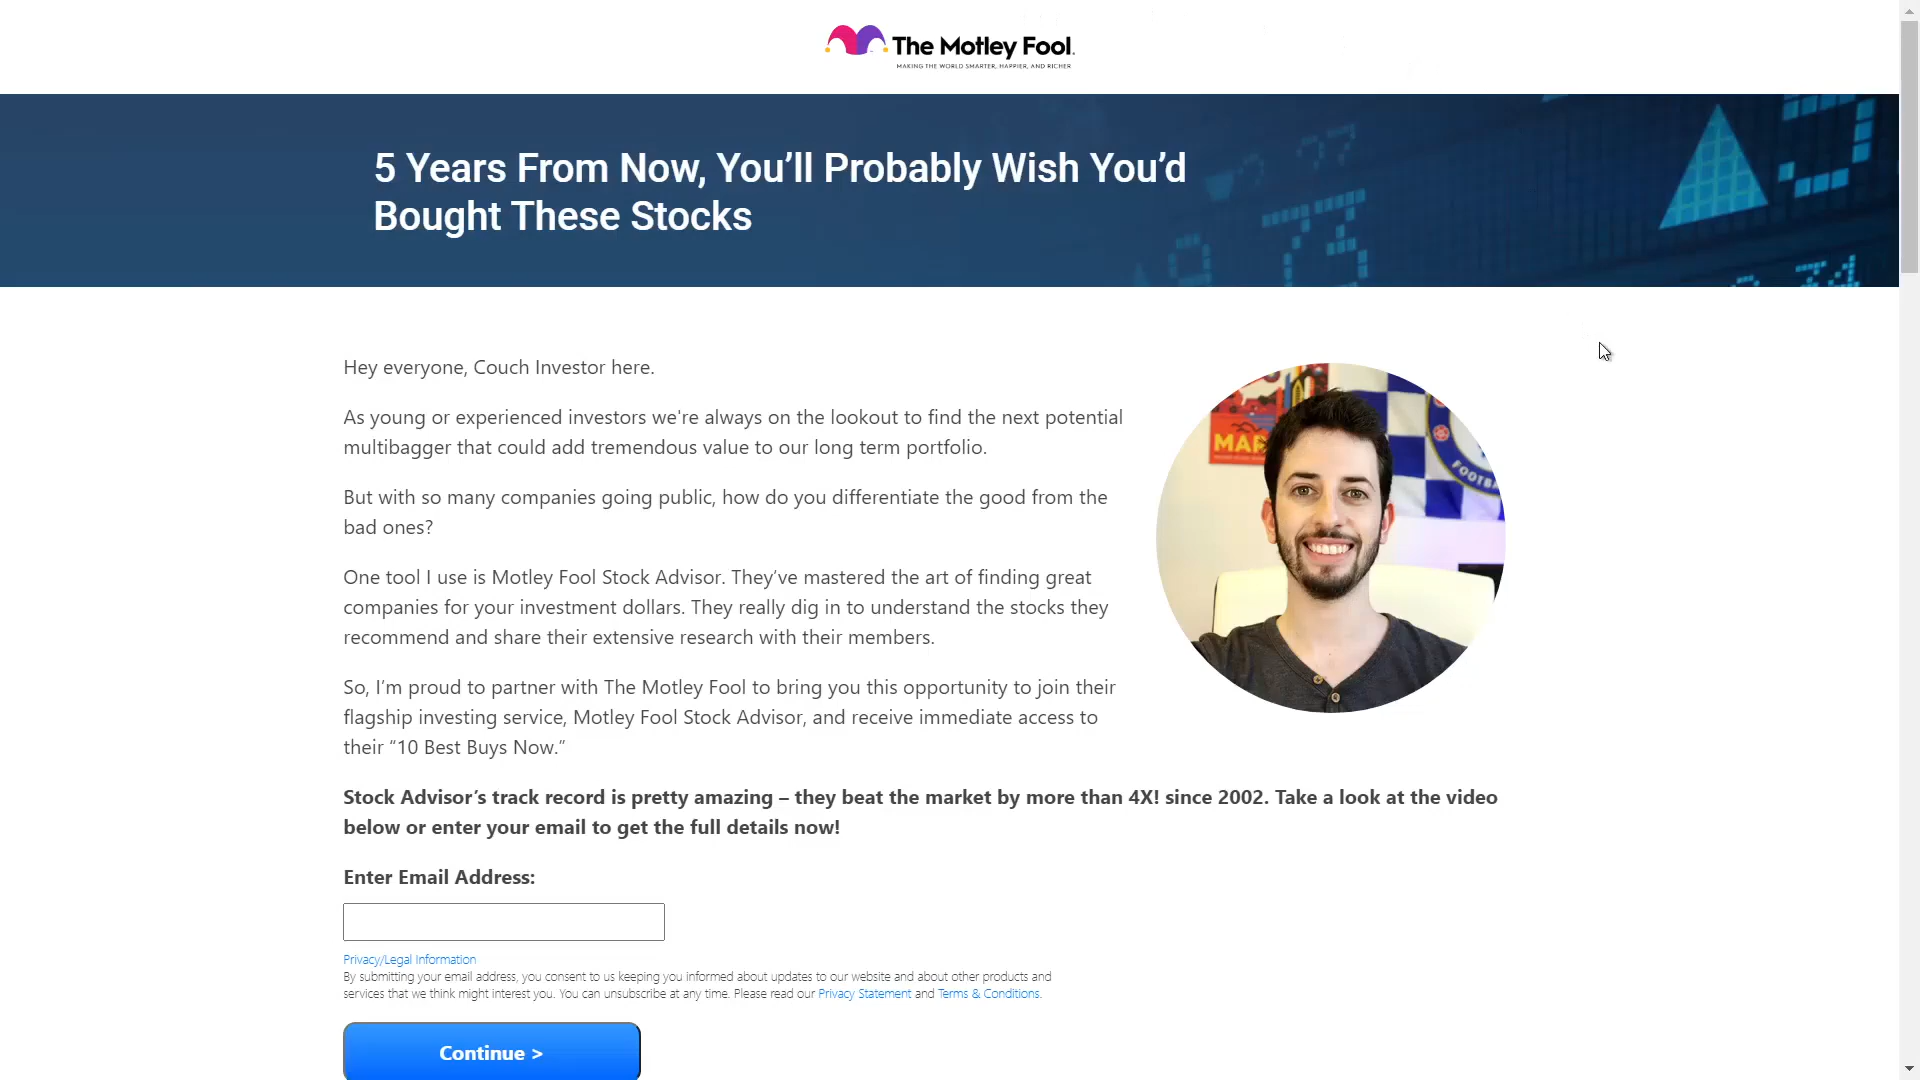 The Motley Fool.
MAKING THE WORLD SMARTER, HAPPIER, AND RICHER
5 Years From Now, You’ll Probably Wish You’d
Bought These Stocks
Hey everyone, Couch Investor here.
As young or experienced investors we're always on the lookout to find the next potential
multibagger that could add tremendous value to our long term portfolio.
But with so many companies going public, how do you differentiate the good from the
bad ones?
One tool I use is Motley Fool Stock Advisor. They’ve mastered the art of finding great
companies for your investment dollars. They really dig in to understand the stocks they
recommend and share their extensive research with their members.
So, I’m proud to partner with The Motley Fool to bring you this opportunity to join their
flagship investing service, Motley Fool Stock Advisor, and receive immediate access to
their “10 Best Buys Now.”
Stock Advisor’s track record is pretty amazing – they beat the market by more than 4X! since 2002. Take a look at the video
below or enter your email to get the full details now!
Enter Email Address:
Privacy/Legal Information
By submitting your email address, you consent to us keeping you informed about updates to our website and about other products and
services that we think might interest you. You can unsubscribe at any time. Please read our Privacy Statement and Terms & Conditions.
Continue >